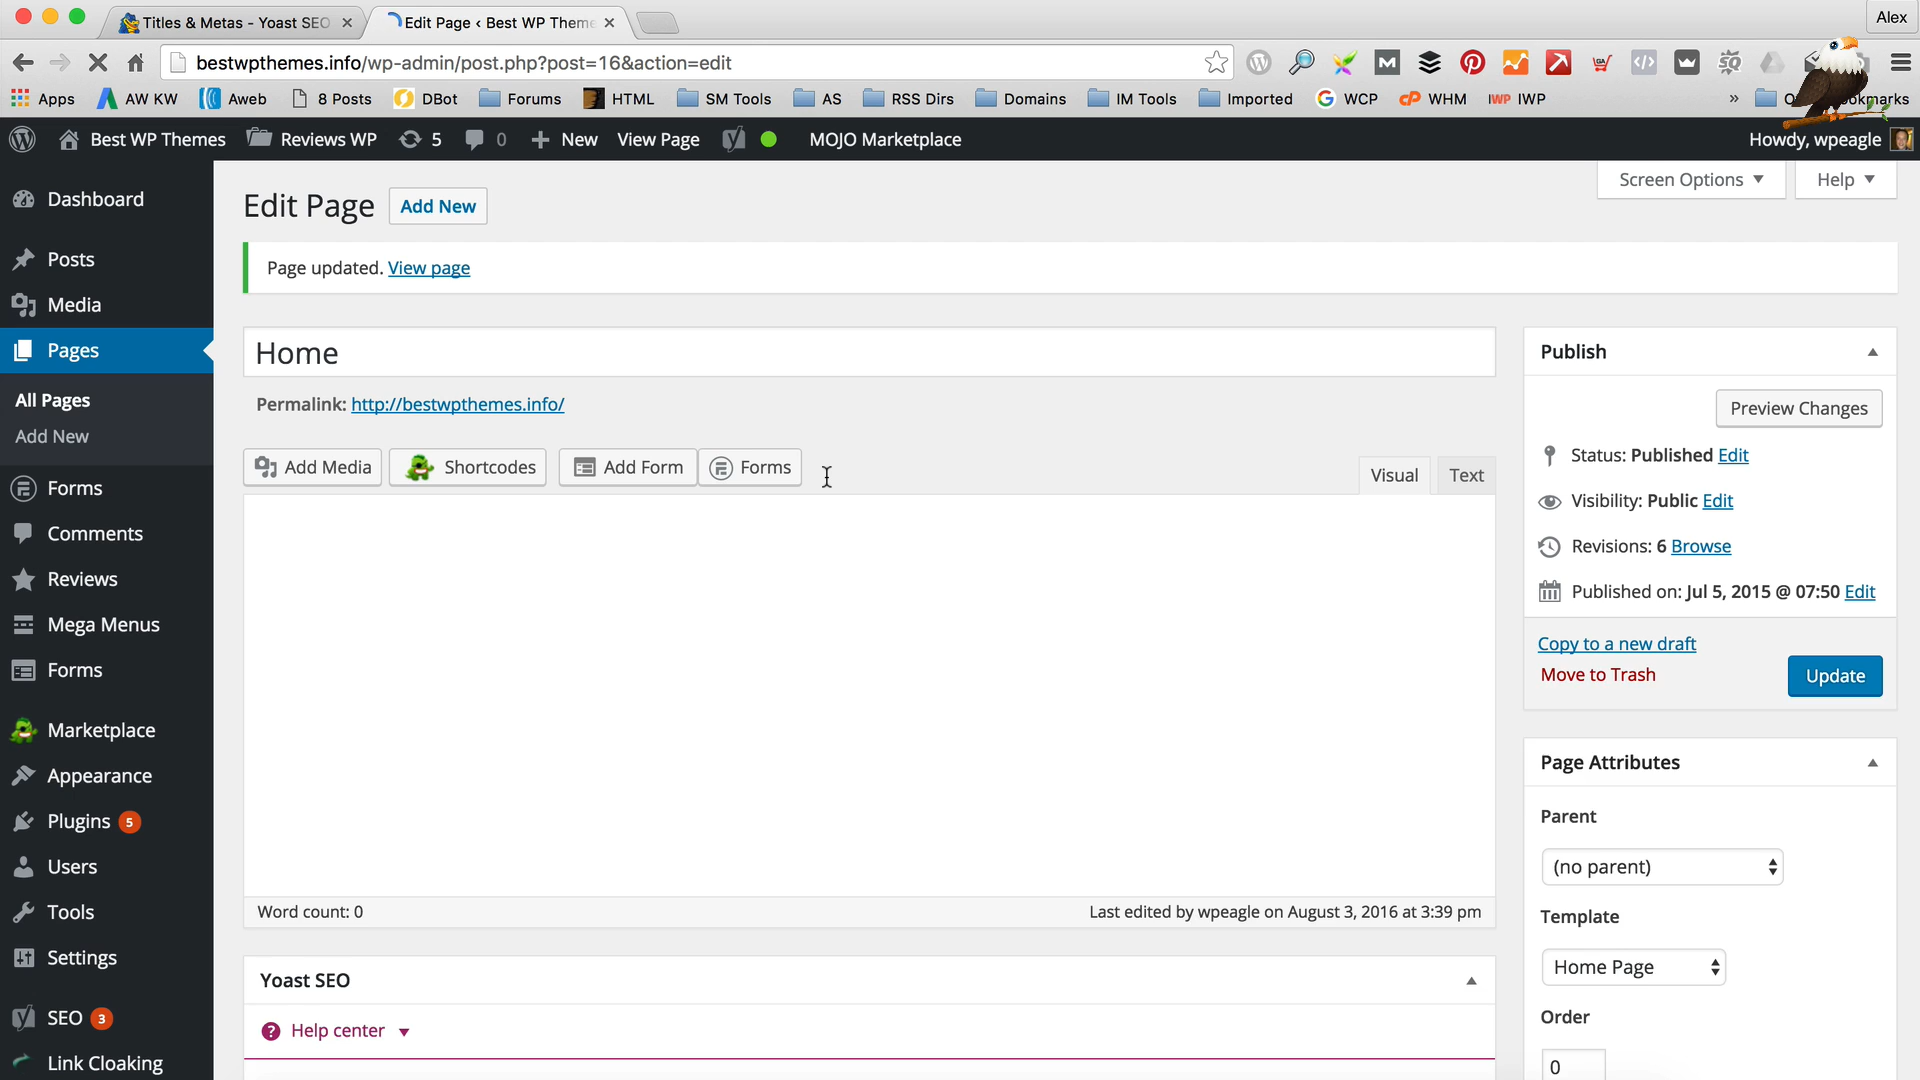 Titles & Metas - Yoast SEO
Edit Page ‹ Best WP Theme
Alex
bestwpthemes.info/wp-admin/post.php?post=16&action=edit
Apps AW KW Aweb 8 Posts DBot Forums HTML SM Tools AS RSS Dirs Domains IM Tools Imported WCP WHM IWP IWP »
Best WP Themes Reviews WP 5 0 New View Page MOJO Marketplace Howdy, wpeagle
Screen Options Help
Dashboard
Posts
Media
Pages
All Pages
Add New
Forms
Comments
Reviews
Mega Menus
Forms
Marketplace
Appearance
Plugins 5
Users
Tools
Settings
SEO 3
Link Cloaking
Edit Page Add New
Page updated. View page
Home
Permalink: http://bestwpthemes.info/
Add Media Shortcodes Add Form Forms
Visual Text
Word count: 0
Last edited by wpeagle on August 3, 2016 at 3:39 pm
Yoast SEO
? Help center
Publish
Preview Changes
Status: Published Edit
Visibility: Public Edit
Revisions: 6 Browse
Published on: Jul 5, 2015 @ 07:50 Edit
Copy to a new draft
Move to Trash
Update
Page Attributes
Parent
(no parent)
Template
Home Page
Order
0